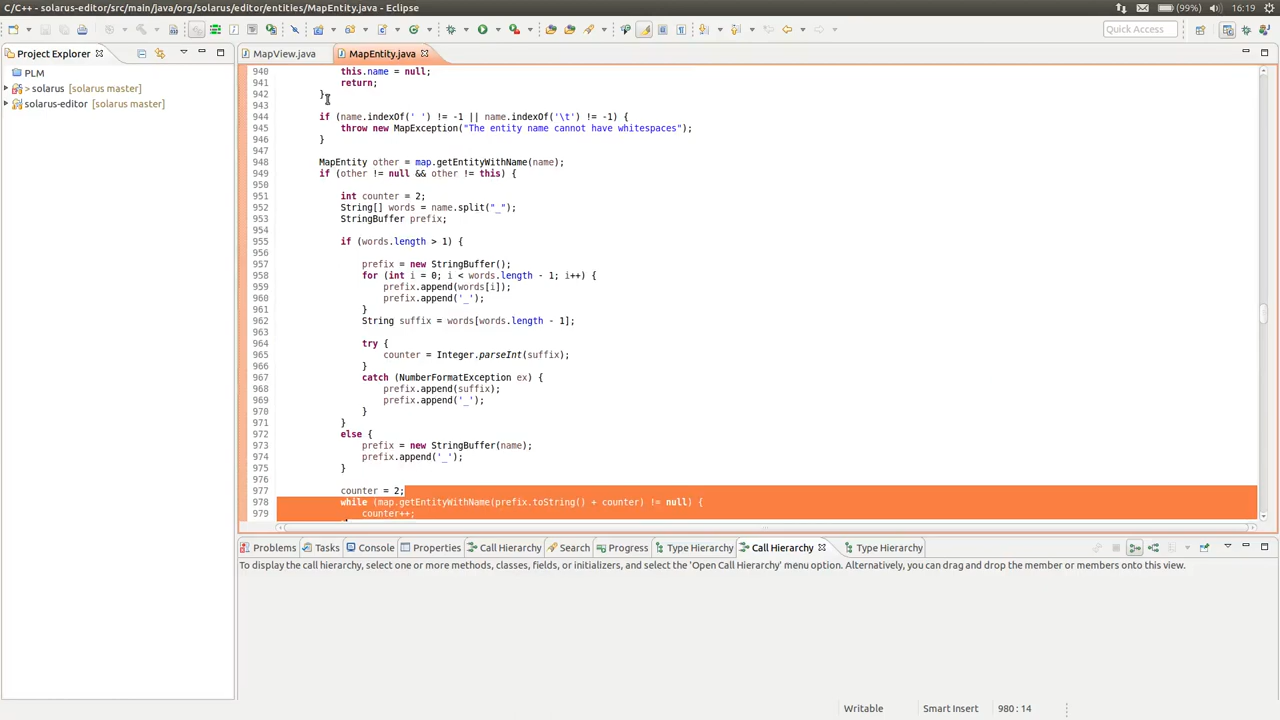 C/C++ - solarus-editor/src/main/java/org/solarus/editor/entities/MapEntity.java - Eclipse
(99%)
16:19
Quick Access
Project Explorer
MapView.java
MapEntity.java
PLM
> solarus [solarus master]
solarus-editor [solarus master]
940 this.name = null;
941 return;
942 }
943
944 if (name.indexOf(' ') != -1 || name.indexOf('\t') != -1) {
945 throw new MapException("The entity name cannot have whitespaces");
946 }
947
948 MapEntity other = map.getEntityWithName(name);
949 if (other != null && other != this) {
950
951 int counter = 2;
952 String[] words = name.split("_");
953 StringBuffer prefix;
954
955 if (words.length > 1) {
956
957 prefix = new StringBuffer();
958 for (int i = 0; i < words.length - 1; i++) {
959 prefix.append(words[i]);
960 prefix.append('_');
961 }
962 String suffix = words[words.length - 1];
963
964 try {
965 counter = Integer.parseInt(suffix);
966 }
967 catch (NumberFormatException ex) {
968 prefix.append(suffix);
969 prefix.append('_');
970 }
971 }
972 else {
973 prefix = new StringBuffer(name);
974 prefix.append('_');
975 }
976
977 counter = 2;
978 while (map.getEntityWithName(prefix.toString() + counter) != null) {
979 counter++;
Problems
Tasks
Console
Properties
Call Hierarchy
Search
Progress
Type Hierarchy
Call Hierarchy
Type Hierarchy
To display the call hierarchy, select one or more methods, classes, fields, or initializers, and select the 'Open Call Hierarchy' menu option. Alternatively, you can drag and drop the member or members onto this view.
Writable
Smart Insert
980 : 14